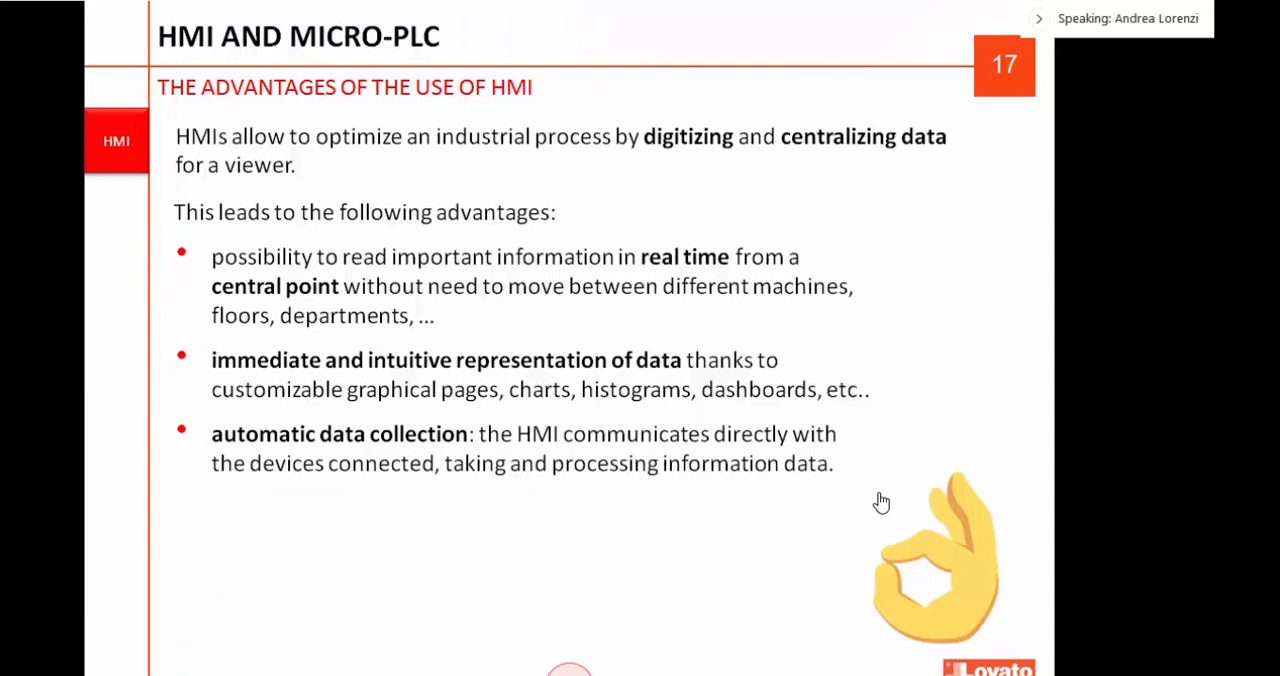 Speaking: Andrea Lorenzi
HMI AND MICRO-PLC
17
THE ADVANTAGES OF THE USE OF HMI
HMI
HMIs allow to optimize an industrial process by digitizing and centralizing data
for a viewer.
This leads to the following advantages:
• possibility to read important information in real time from a
central point without need to move between different machines,
floors, departments, ...
• immediate and intuitive representation of data thanks to
customizable graphical pages, charts, histograms, dashboards, etc..
• automatic data collection: the HMI communicates directly with
the devices connected, taking and processing information data.
Lovato